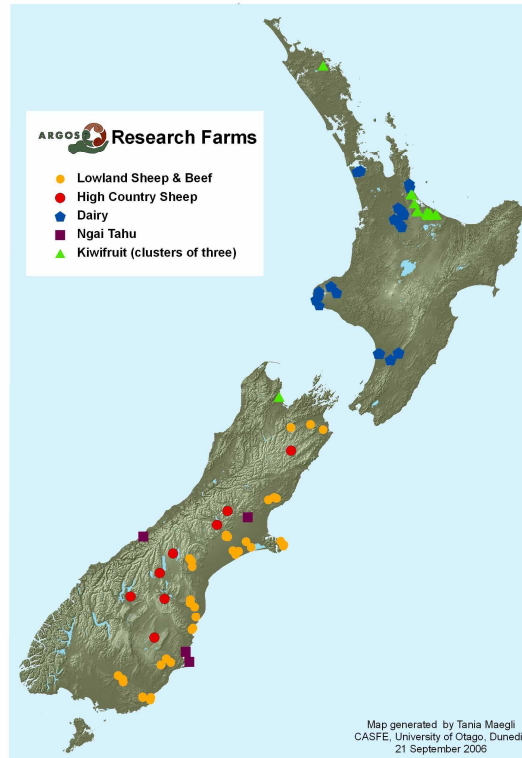 ARGOS Research Farms
Lowland Sheep & Beef
High Country Sheep
Dairy
Ngai Tahu
Kiwifruit (clusters of three)
Map generated by Tania Maegli
CASFE, University of Otago, Dunedi
21 September 2006